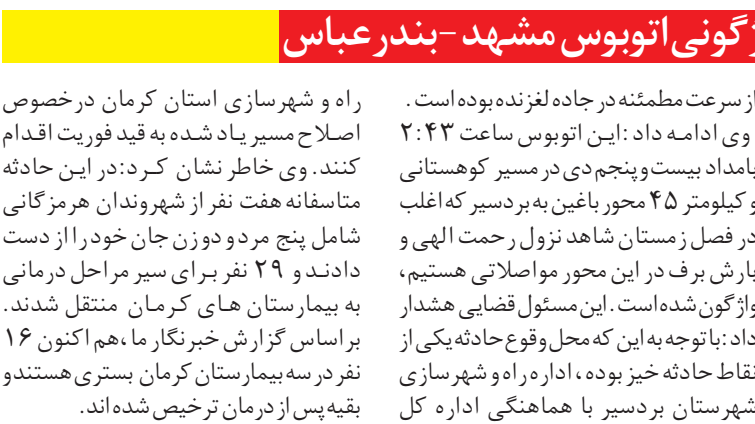 اتوبوس مشهد -بندرعباس
از سرعت مطمئنه در جاده لغزنده بوده است .
وی ادامه داد :این اتوبوس ساعت ۲:۴۳
بامداد بیست‌وپنجم دی در مسیر کوهستانی
و کیلومتر ۴۵ محور باغین به بردسیر که اغلب
در فصل زمستان شاهد نزول رحمت الهی و
بارش برف در این محور مواصلاتی هستیم،
واژگون شده است . این مسئول قضایی هشدار
داد :با توجه به این که محل وقوع حادثه یکی از
نقاط حادثه خیز بوده ، اداره راه و شهرسازی
شهرستان بردسیر با هماهنگی اداره کل
راه و شهرسازی استان کرمان درخصوص
اصلاح مسیر یاد شده به قید فوریت اقدام
کنند. وی خاطر نشان کرد:در این حادثه
متاسفانه هفت نفر از شهروندان هرمزگانی
شامل پنج مرد و دو زن جان خود را از دست
دادند و ۲۹ نفر برای سیر مراحل درمانی
به بیمارستان های کرمان منتقل شدند.
براساس گزارش خبرنگار ما ،هم اکنون ۱۶
نفر در سه بیمارستان کرمان بستری هستندو
بقیه پس از درمان ترخیص شده اند.